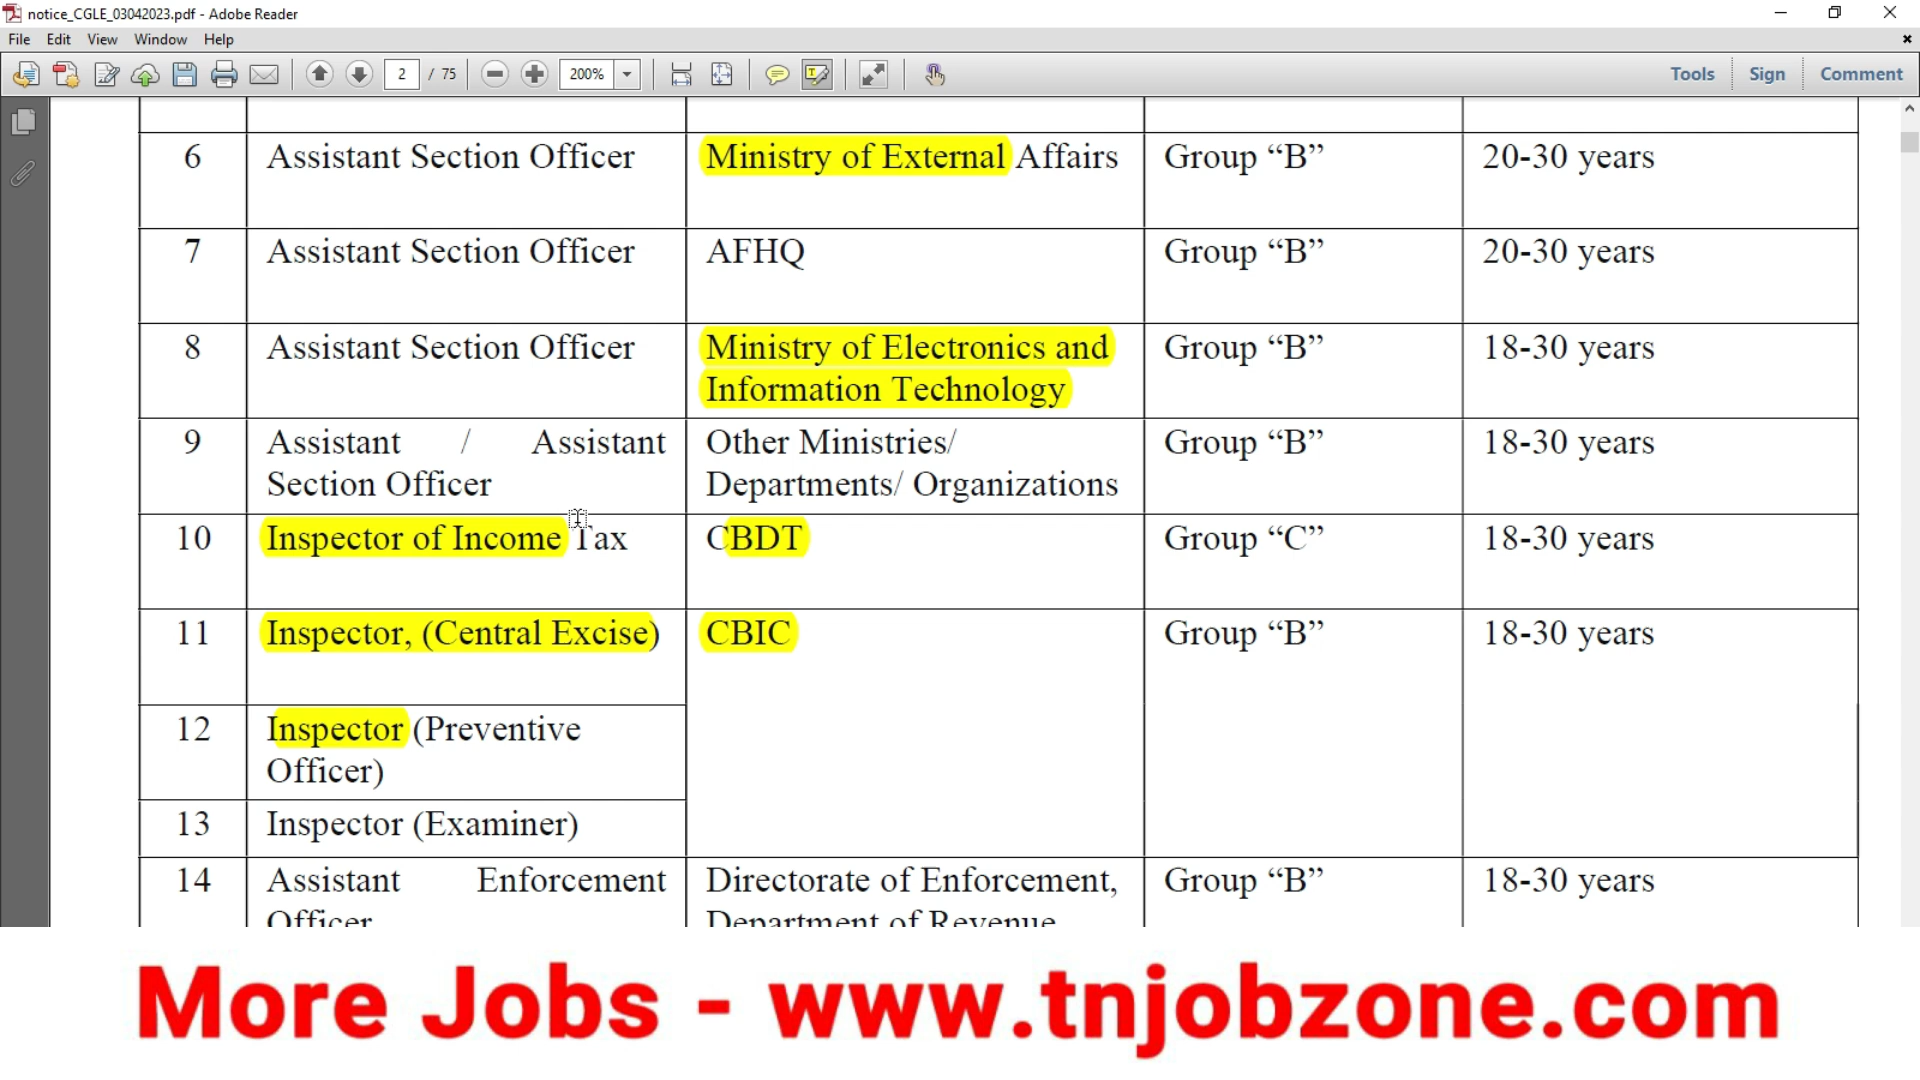 notice_CGLE_03042023.pdf - Adobe Reader
File Edit View Window Help
2 / 75 200% Tools Sign Comment
6 Assistant Section Officer Ministry of External Affairs Group “B” 20-30 years
7 Assistant Section Officer AFHQ Group “B” 20-30 years
8 Assistant Section Officer Ministry of Electronics and Group “B” 18-30 years
Information Technology
9 Assistant / Assistant Other Ministries/ Group “B” 18-30 years
Section Officer Departments/ Organizations
10 Inspector of Income Tax CBDT Group “C” 18-30 years
11 Inspector, (Central Excise) CBIC Group “B” 18-30 years
12 Inspector (Preventive
Officer)
13 Inspector (Examiner)
14 Assistant Enforcement Directorate of Enforcement, Group “B” 18-30 years
Officer Department of Revenue
More Jobs - www.tnjobzone.com